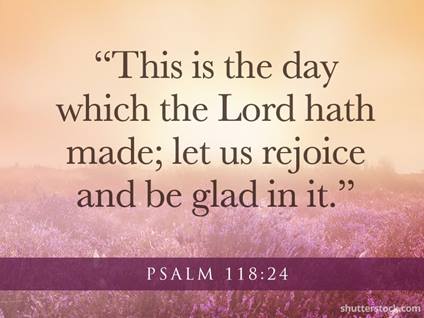 “This is the day
which the Lord hath
made; let us rejoice
and be glad in it.”
PSALM 118:24
shutterstock.com